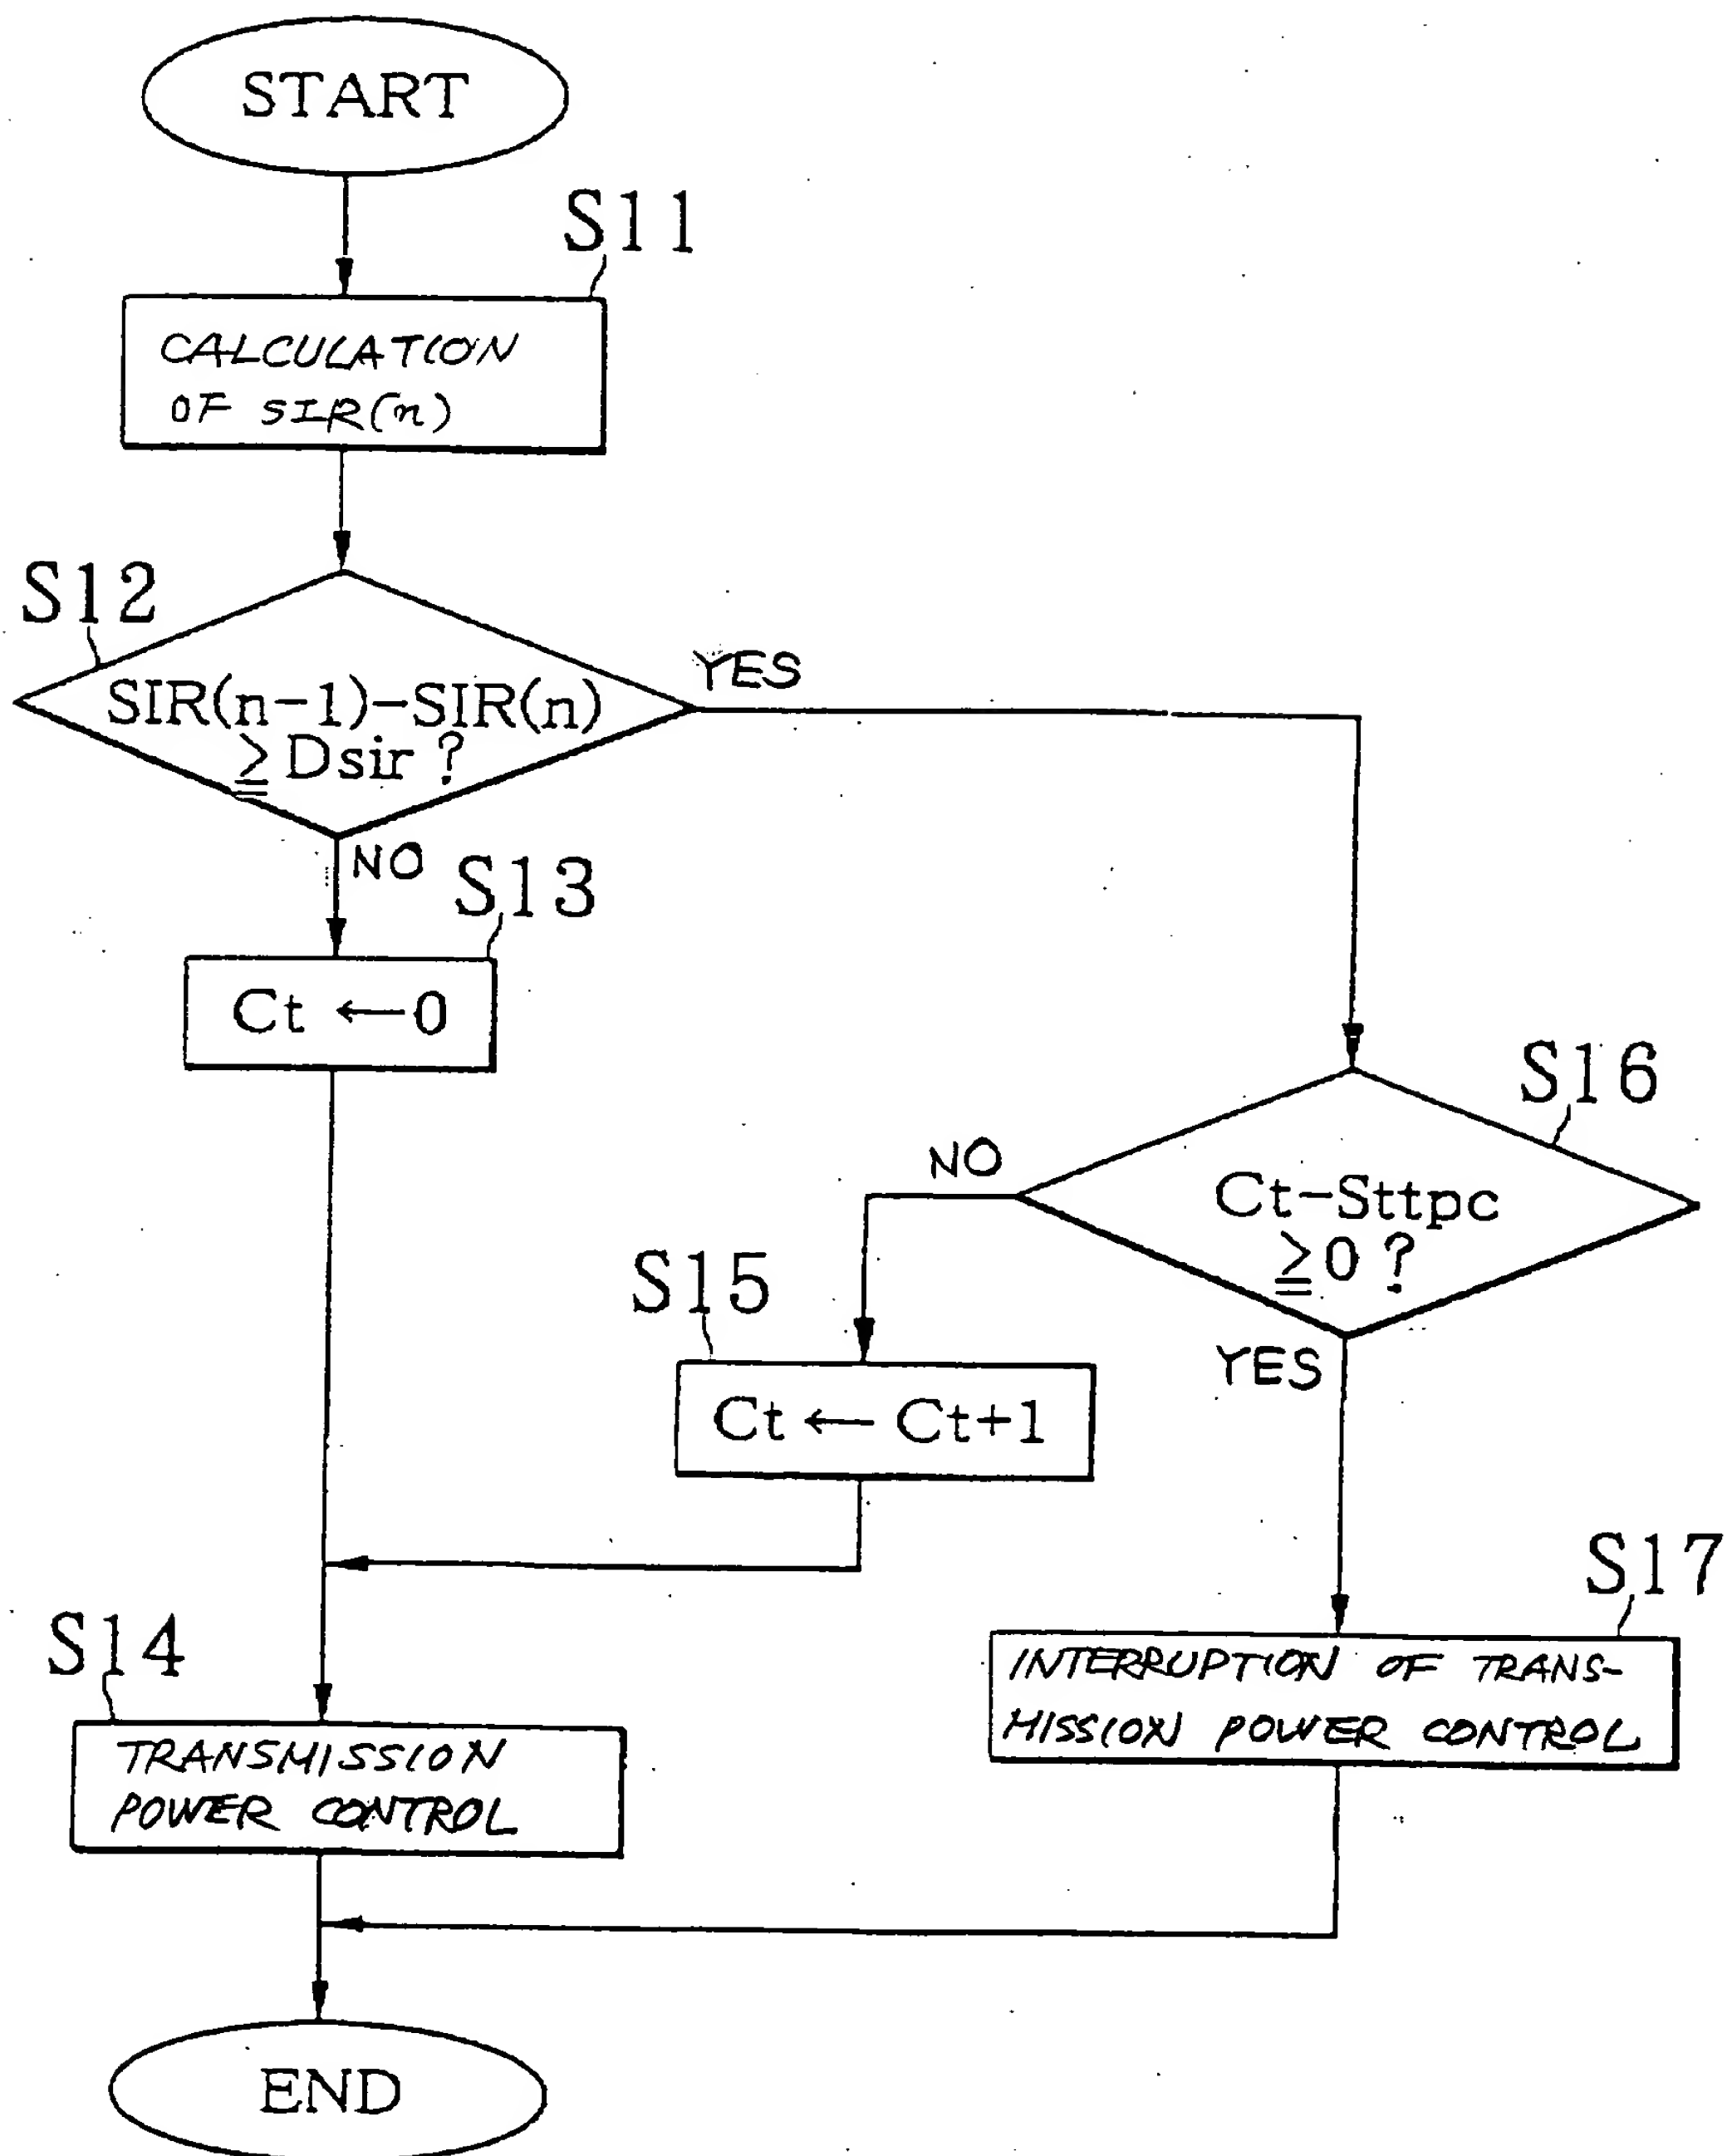 START
S11
CALCULATION
OF SIR(n)
S12
SIR(n-1)-SIR(n)
≧Dsir ?
YES
NO
S13
Ct ←0
S16
Ct-Sttpc
≧0 ?
NO
YES
S15
Ct ← Ct+1
S17
INTERRUPTION OF TRANS-
MISSION POWER CONTROL
S14
TRANSMISSION
POWER CONTROL
END